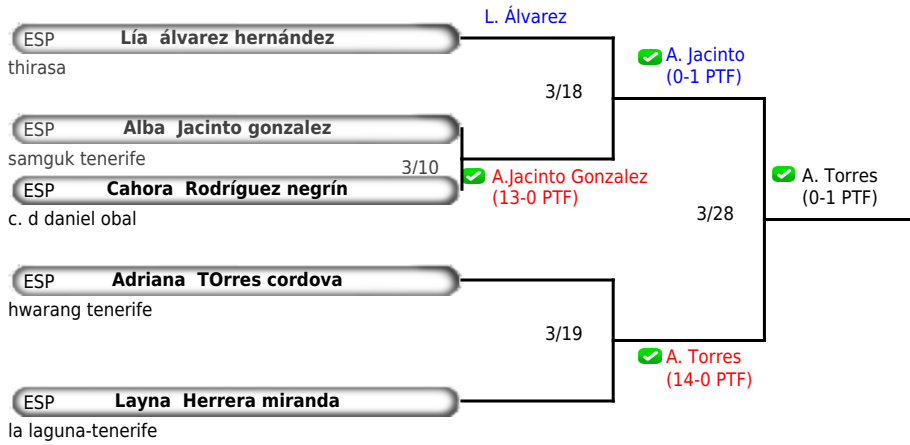 L. Álvarez
ESP Lía álvarez hernández
thirasa
A. Jacinto
(0-1 PTF)
3/18
ESP Alba Jacinto gonzalez
samguk tenerife
3/10
A.Jacinto Gonzalez
(13-0 PTF)
ESP Cahora Rodríguez negrín
c. d daniel obal
A. Torres
(0-1 PTF)
3/28
ESP Adriana TOrres cordova
hwarang tenerife
3/19
A. Torres
(14-0 PTF)
ESP Layna Herrera miranda
la laguna-tenerife